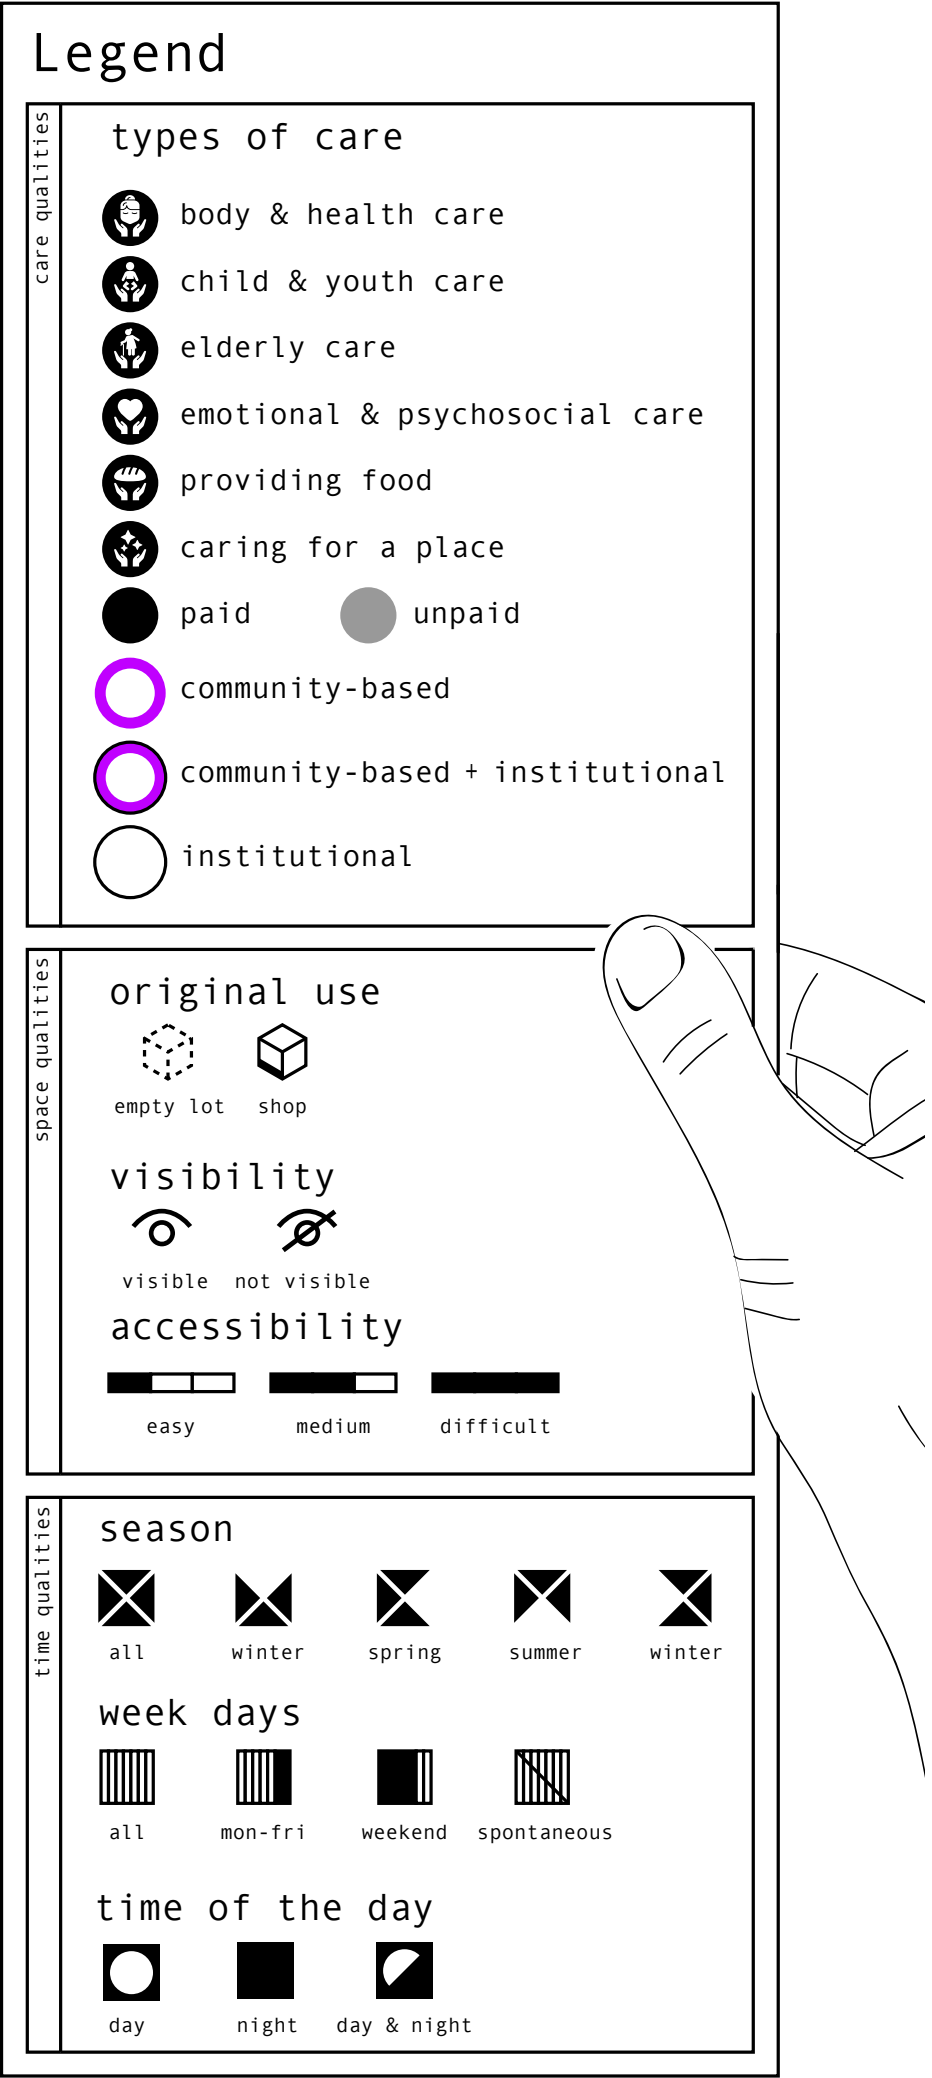 Legend
care qualities
types of care
body & health care
child & youth care
elderly care
emotional & psychosocial care
providing food
caring for a place
paid unpaid
community-based
community-based + institutional
institutional
space qualities
original use
empty lot shop
visibility
visible not visible
accessibility
easy medium difficult
time qualities
season
all winter spring summer winter
week days
all mon-fri weekend spontaneous
time of the day
day night day & night